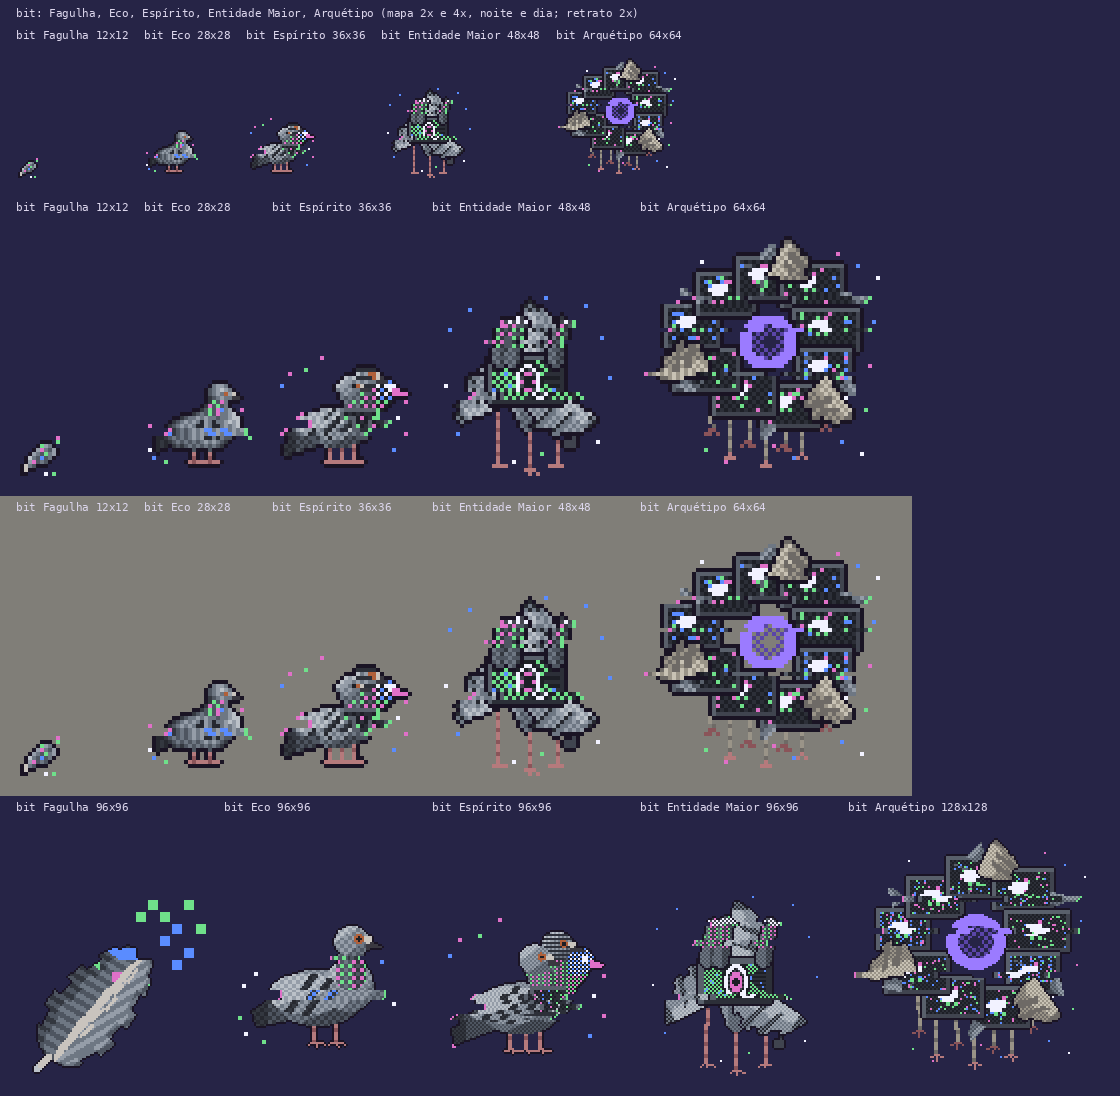 bit: Fagulha, Eco, Espírito, Entidade Maior, Arquétipo (mapa 2x e 4x, noite e dia; retrato 2x)
bit Fagulha 12x12 bit Eco 28x28 bit Espírito 36x36 bit Entidade Maior 48x48 bit Arquétipo 64x64
bit Fagulha 12x12 bit Eco 28x28 bit Espírito 36x36 bit Entidade Maior 48x48 bit Arquétipo 64x64
bit Fagulha 12x12 bit Eco 28x28 bit Espírito 36x36 bit Entidade Maior 48x48 bit Arquétipo 64x64
bit Fagulha 96x96 bit Eco 96x96 bit Espírito 96x96 bit Entidade Maior 96x96 bit Arquétipo 128x128